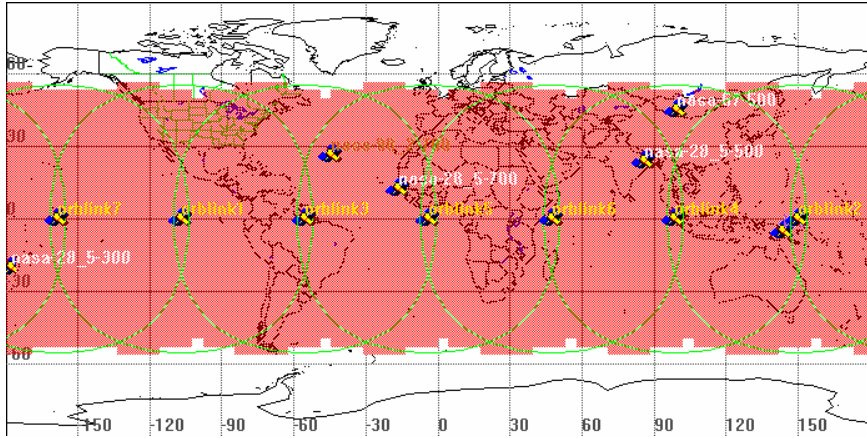 60
nasa-57-500
30
nasa-28_5-500
nasa-28_5-700
0
orblink7
orblink1
orblink3
orblink5
orblink6
orblink4
orblink2
nasa-28_5-300
30
60
150 -120 -90 -60 -30 0 30 60 90 120 150